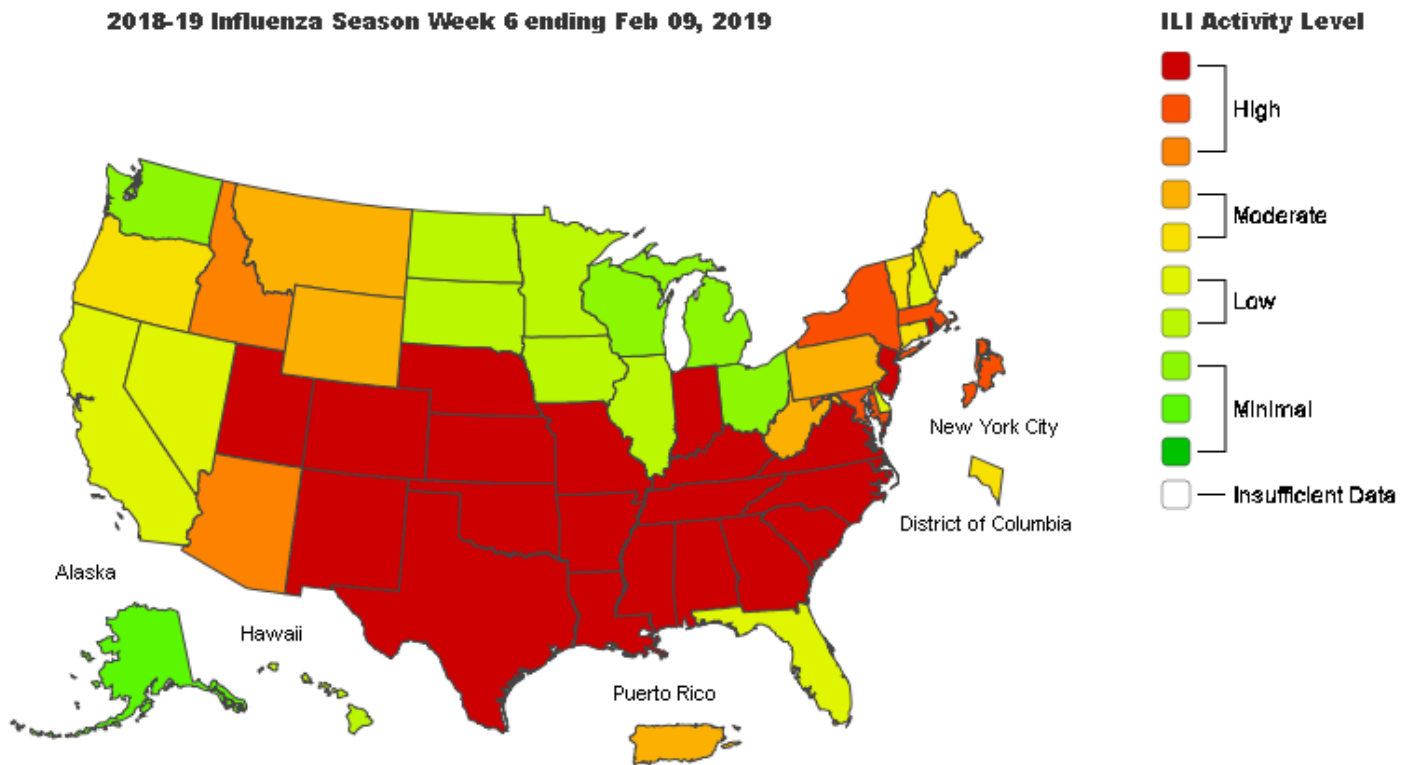 2018-19 Influenza Season Week 6 ending Feb 09, 2019
ILI Activity Level
High
Moderate
Low
Minimal
Insufficient Data
New York City
District of Columbia
Alaska
Hawaii
Puerto Rico